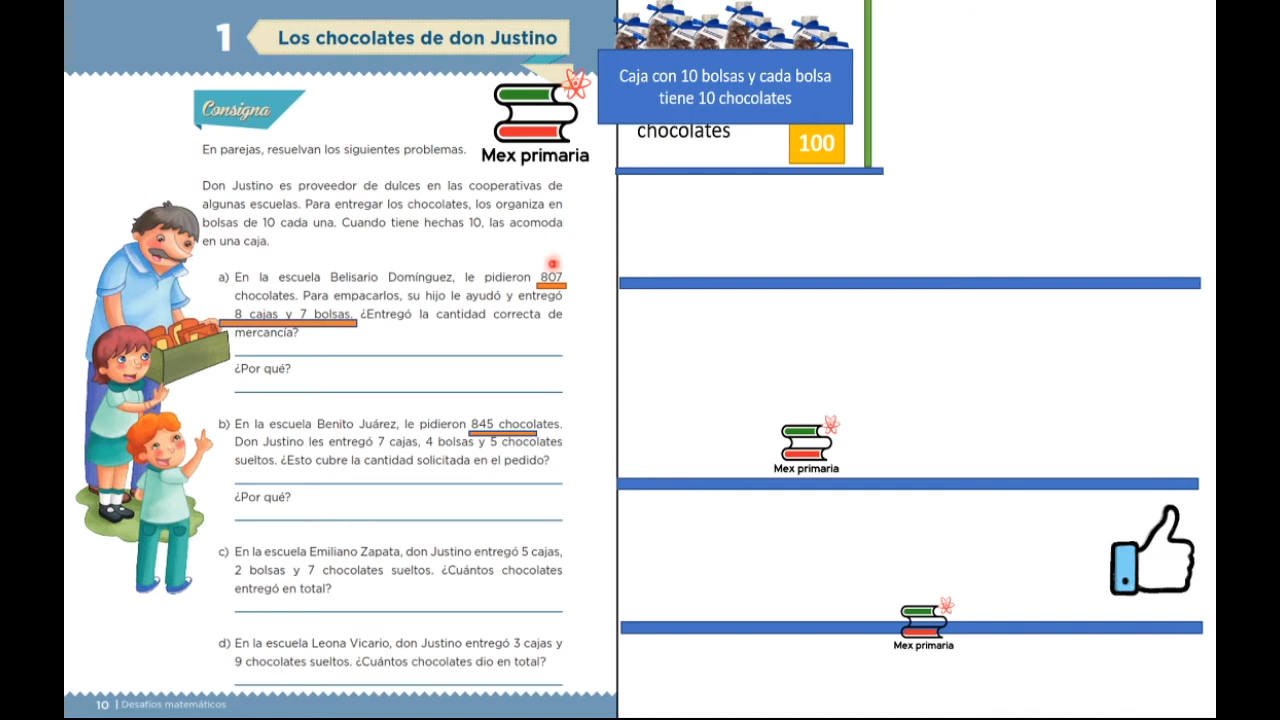 1
Los chocolates de don Justino
Consigna
Mex primaria
En parejas, resuelvan los siguientes problemas.
Don Justino es proveedor de dulces en las cooperativas de
algunas escuelas. Para entregar los chocolates, los organiza en
bolsas de 10 cada una. Cuando tiene hechas 10, las acomoda
en una caja.
a) En la escuela Belisario Domínguez, le pidieron 807
chocolates. Para empacarlos, su hijo le ayudó y entregó
8 cajas y 7 bolsas. ¿Entregó la cantidad correcta de
mercancía?
¿Por qué?
b) En la escuela Benito Juárez, le pidieron 845 chocolates.
Don Justino les entregó 7 cajas, 4 bolsas y 5 chocolates
sueltos. ¿Esto cubre la cantidad solicitada en el pedido?
¿Por qué?
c) En la escuela Emiliano Zapata, don Justino entregó 5 cajas,
2 bolsas y 7 chocolates sueltos. ¿Cuántos chocolates
entregó en total?
d) En la escuela Leona Vicario, don Justino entregó 3 cajas y
9 chocolates sueltos. ¿Cuántos chocolates dio en total?
10 | Desafíos matemáticos
Caja con 10 bolsas y cada bolsa
tiene 10 chocolates
chocolates
100
Mex primaria
Mex primaria